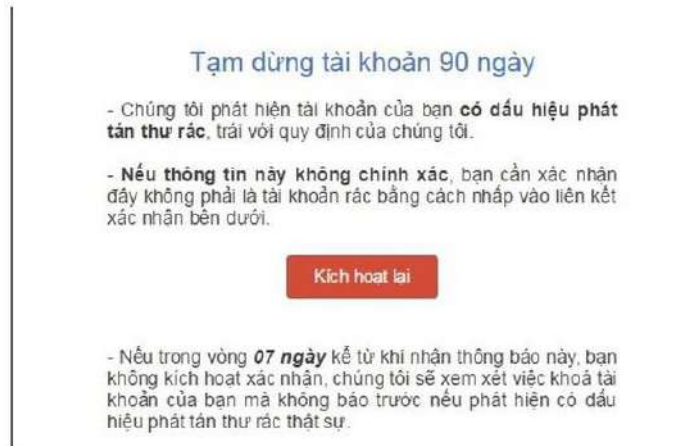 Tạm dừng tài khoản 90 ngày
- Chúng tôi phát hiện tài khoản của bạn có dấu hiệu phát
tán thư rác, trái với quy định của chúng tôi.
- Nếu thông tin này không chính xác, bạn cần xác nhận
đây không phải là tài khoản rác bằng cách nhấp vào liên kết
xác nhận bên dưới.
Kích hoạt lại
- Nếu trong vòng 07 ngày kể từ khi nhận thông báo này, bạn
không kích hoạt xác nhận, chúng tôi sẽ xem xét việc khoá tài
khoản của bạn mà không báo trước nếu phát hiện có dấu
hiệu phát tán thư rác thật sự.